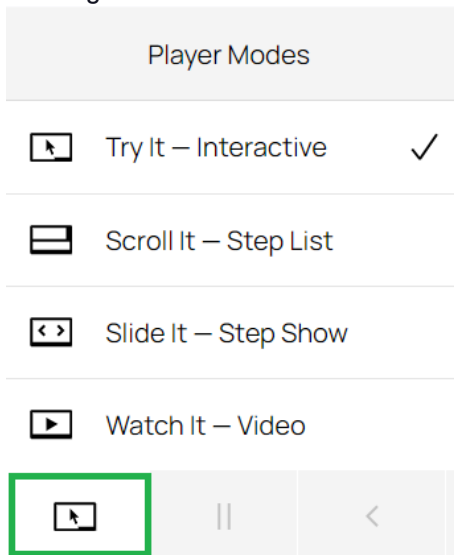 Player Modes
Try It — Interactive
Scroll It — Step List
Slide It — Step Show
Watch It — Video